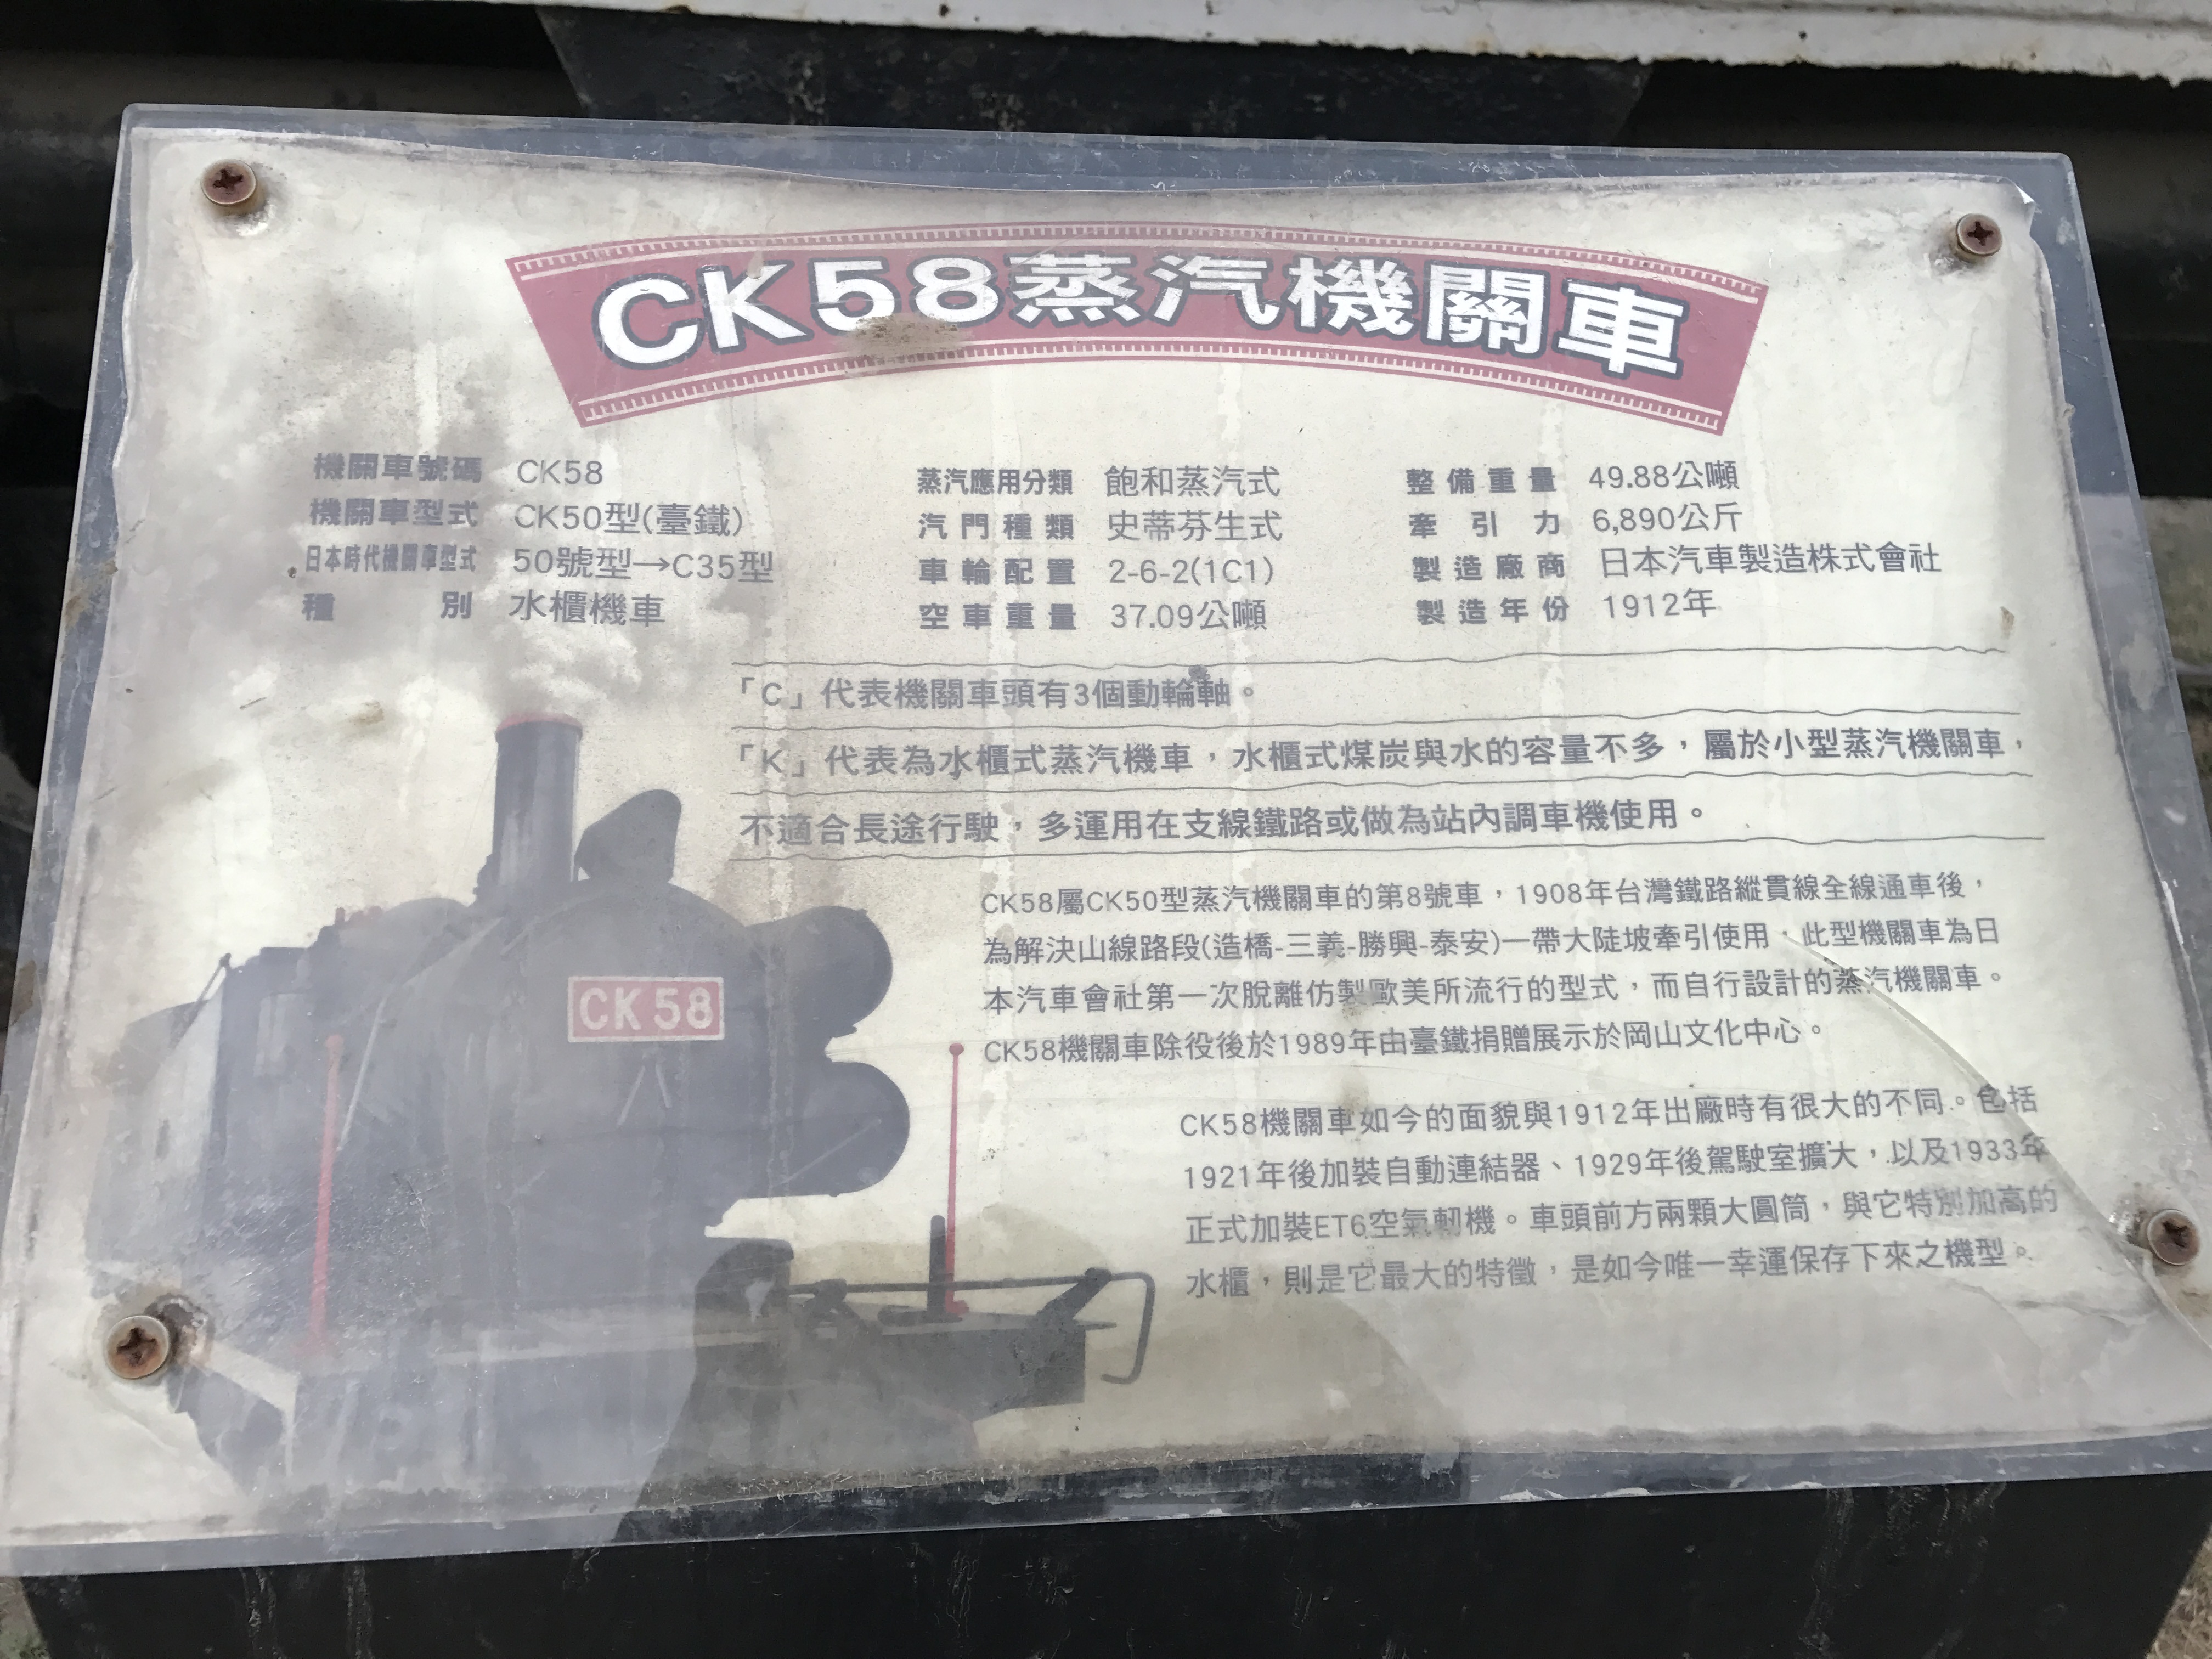 CK58蒸汽機關車
機關車號碼 CK58
機關車型式 CK50型(臺鐵)
日本時代機關車型式 50號型→C35型
種別 水櫃機車
蒸汽應用分類 飽和蒸汽式
汽門種類 史蒂芬生式
車輪配置 2-6-2(1C1)
空車重量 37.09公噸
整備重量 49.88公噸
牽引力 6,890公斤
製造廠商 日本汽車製造株式會社
製造年份 1912年
「C」代表機關車頭有3個動輪軸。
「K」代表為水櫃式蒸汽機車，水櫃式煤炭與水的容量不多，屬於小型蒸汽機關車，
不適合長途行駛，多運用在支線鐵路或做為站內調車機使用。
CK58屬CK50型蒸汽機關車的第8號車，1908年台灣鐵路縱貫線全線通車後，
為解決山線路段(造橋-三義-勝興-泰安)一帶大陡坡牽引使用，此型機關車為日
本汽車會社第一次脫離仿製歐美所流行的型式，而自行設計的蒸汽機關車。
CK58機關車除役後於1989年由臺鐵捐贈展示於岡山文化中心。
CK58機關車如今的面貌與1912年出廠時有很大的不同。包括
1921年後加裝自動連結器、1929年後駕駛室擴大，以及1933年
正式加裝ET6空氣軔機。車頭前方兩顆大圓筒，與它特別加高的
水櫃，則是它最大的特徵，是如今唯一幸運保存下來之機型。
CK58